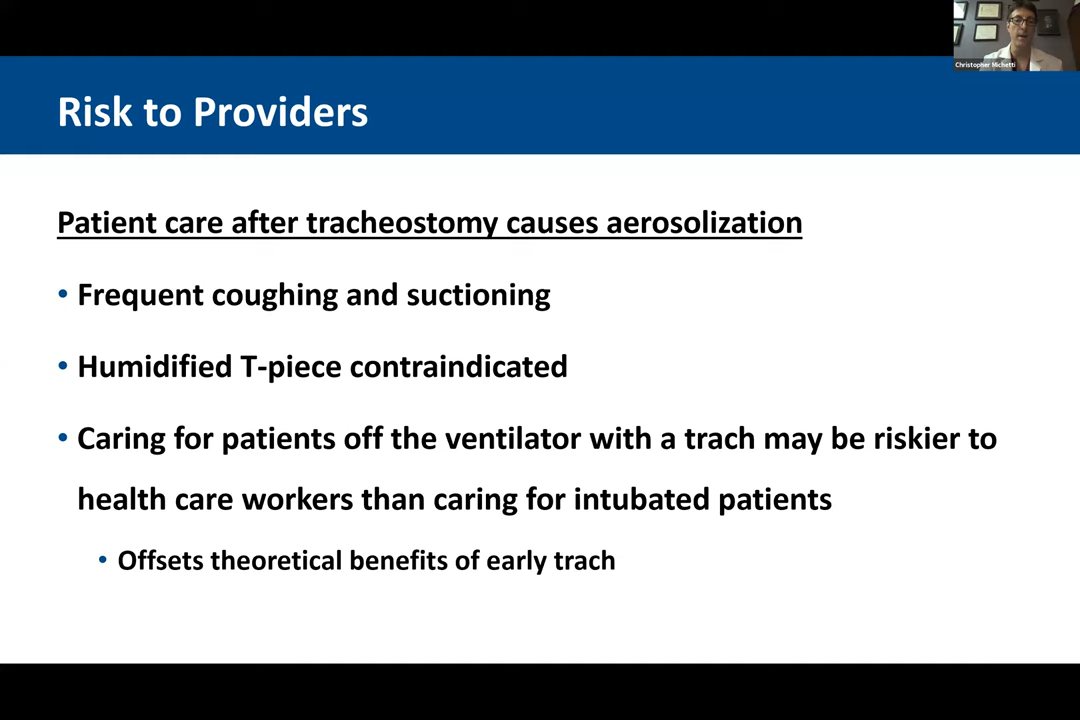 Christopher Michetti
Risk to Providers
Patient care after tracheostomy causes aerosolization
• Frequent coughing and suctioning
• Humidified T-piece contraindicated
• Caring for patients off the ventilator with a trach may be riskier to
health care workers than caring for intubated patients
• Offsets theoretical benefits of early trach